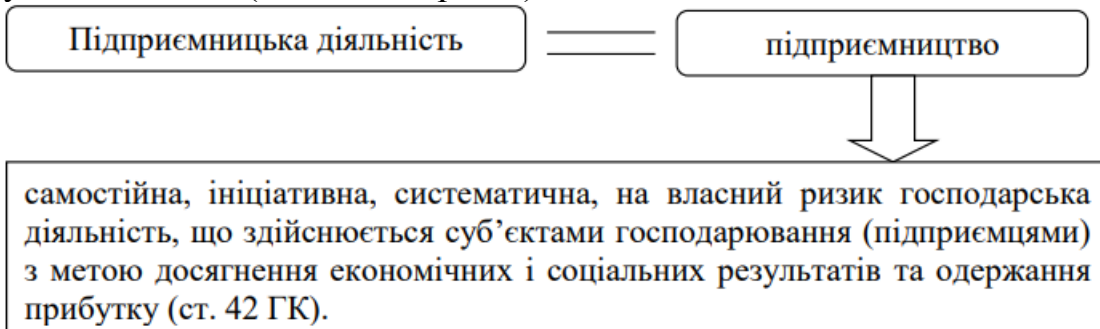 Підприємницька діяльність
підприємництво
самостійна, ініціативна, систематична, на власний ризик господарська
діяльність, що здійснюється суб’єктами господарювання (підприємцями)
з метою досягнення економічних і соціальних результатів та одержання
прибутку (ст. 42 ГК).